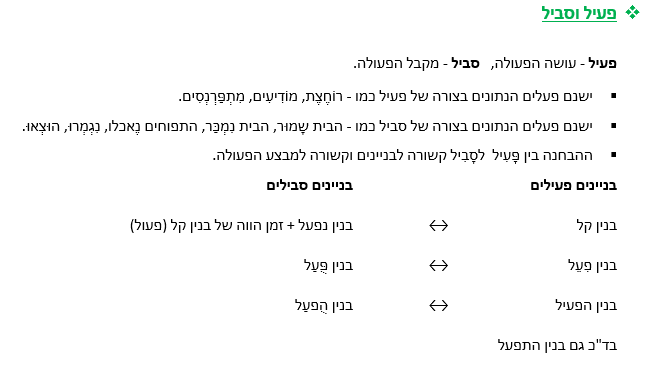 ❖ פעיל וסביל
פעיל - עושה הפעולה, סביל - מקבל הפעולה.
▪ ישנם פעלים הנתונים בצורה של פעיל כמו - רוֹחֶצֶת, מוֹדִיעִים, מִתְפַּרְנְסִים.
▪ ישנם פעלים הנתונים בצורה של סביל כמו - הבית שָׁמוּר, הבית נִמְכַּר, התפוחים נֶאכלו, נִגְמְרוּ, הוּצְאוּ.
▪ ההבחנה בין פָּעִיל לסָבִיל קשורה לבניינים וקשורה למבצע הפעולה.
בניינים פעילים בניינים סבילים
בנין קל ↔ בנין נפעל + זמן הווה של בנין קל (פעול)
בנין פִּעֵל ↔ בנין פֻּעַל
בנין הפעיל ↔ בנין הֻפעַל
בד"כ גם בנין התפעל